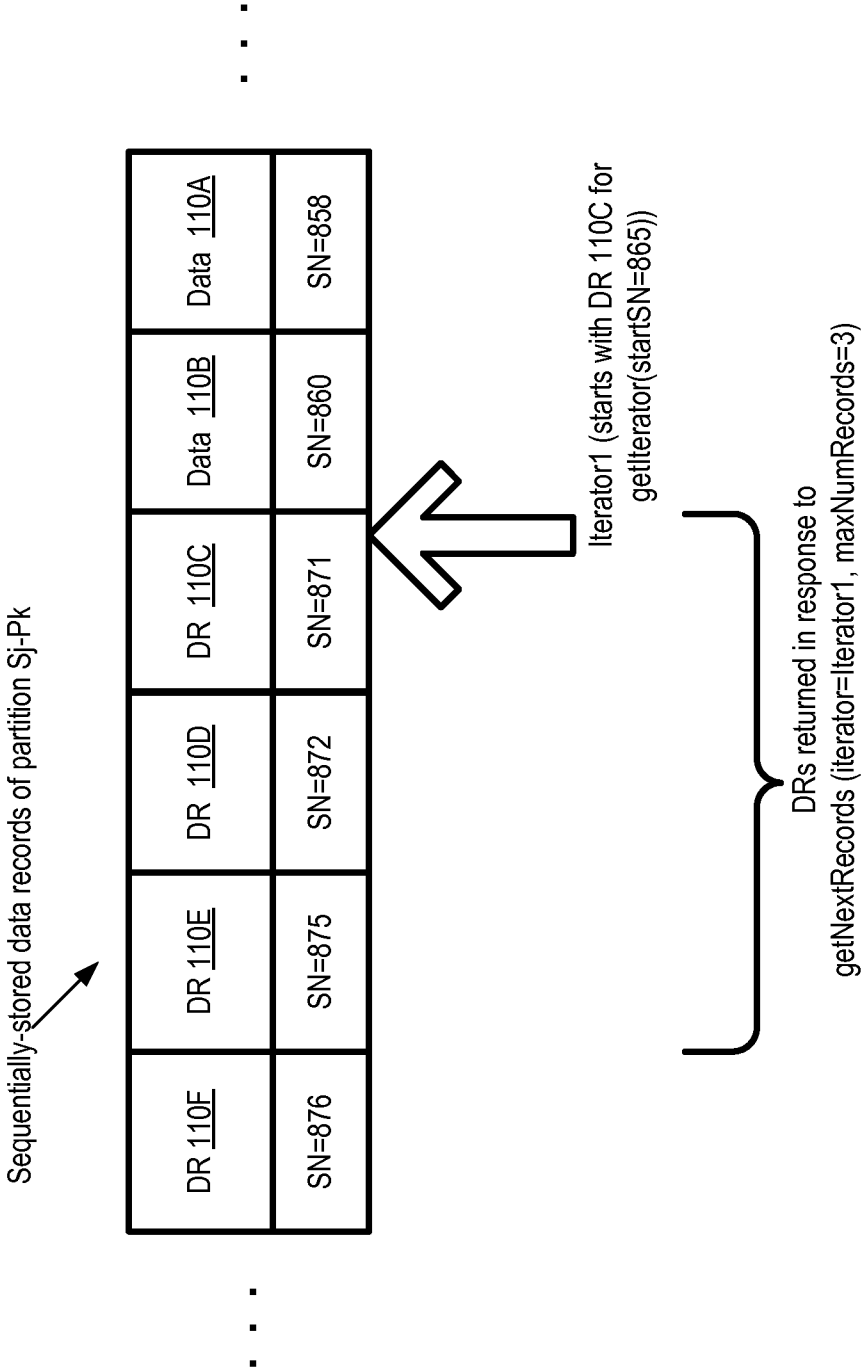 Sequentially-stored data records of partition Sj-Pk
DR 110F
DR 110E
DR 110D
DR 110C
Data 110B
Data 110A
SN=876
SN=875
SN=872
SN=871
SN=860
SN=858
Iterator1 (starts with DR 110C for
getIterator(startSN=865))
DRs returned in response to
getNextRecords (iterator=Iterator1, maxNumRecords=3)